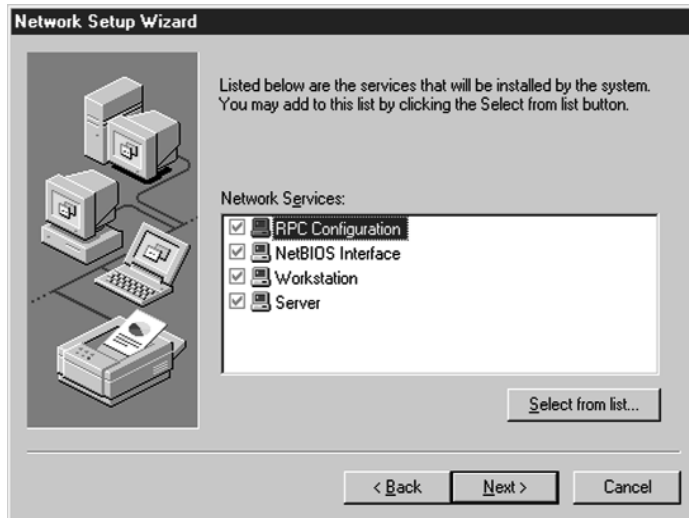 Network Setup Wizard
Listed below are the services that will be installed by the system.
You may add to this list by clicking the Select from list button.
Network Services:
RPC Configuration
NetBIOS Interface
Workstation
Server
Select from list...
< Back
Next >
Cancel